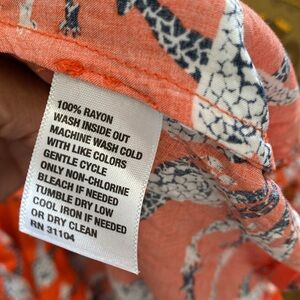 100% RAYON
WASH INSIDE OUT
MACHINE WASH COLD
WITH LIKE COLORS
GENTLE CYCLE
ONLY NON-CHLORINE
BLEACH IF NEEDED
TUMBLE DRY LOW
COOL IRON IF NEEDED
OR DRY CLEAN
RN 31104